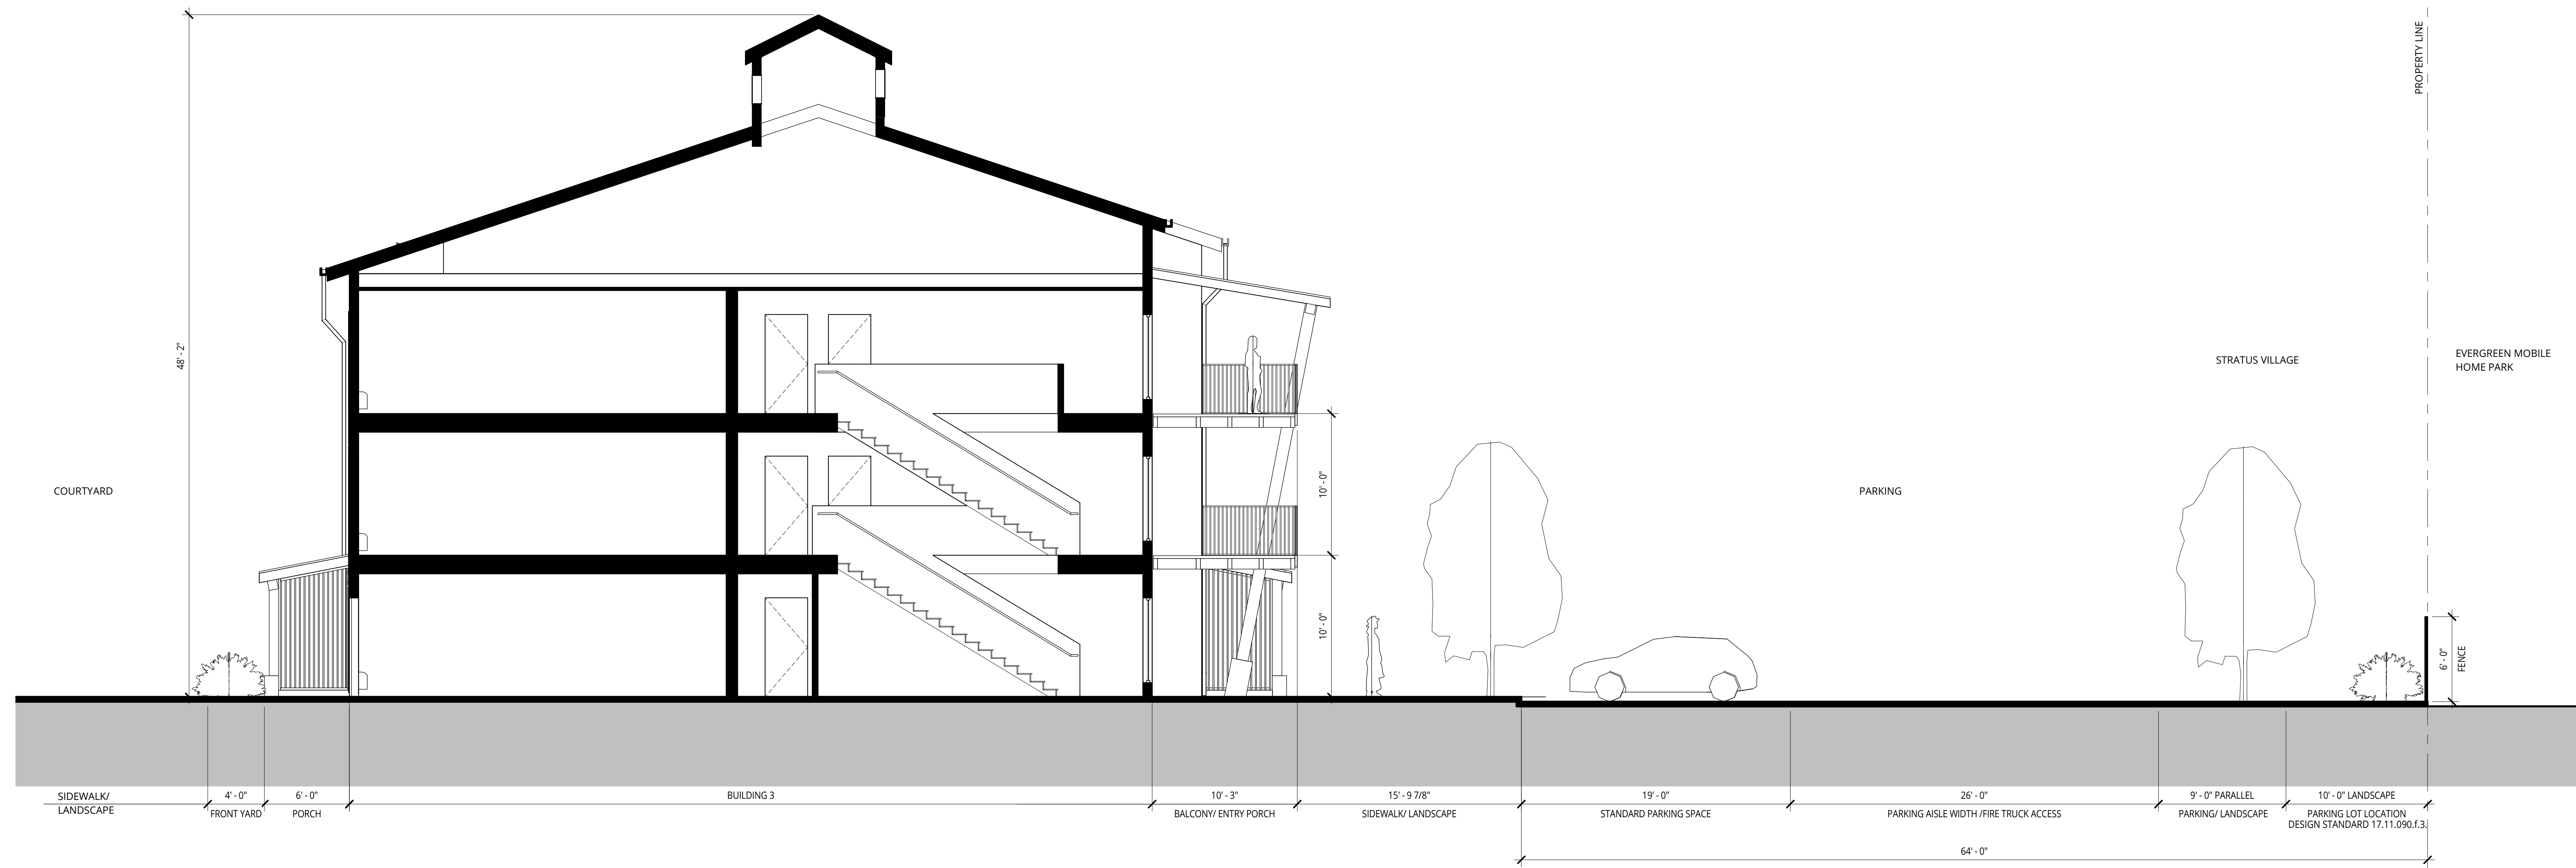 PROPERTY LINE
48' - 2"
STRATUS VILLAGE
EVERGREEN MOBILE
HOME PARK
COURTYARD
10' - 0"
PARKING
10' - 0"
6' - 0"
FENCE
SIDEWALK/
LANDSCAPE
4' - 0"
FRONT YARD
6' - 0"
PORCH
BUILDING 3
10' - 3"
BALCONY/ ENTRY PORCH
15' - 9 7/8"
SIDEWALK/ LANDSCAPE
19' - 0"
STANDARD PARKING SPACE
26' - 0"
PARKING AISLE WIDTH /FIRE TRUCK ACCESS
9' - 0" PARALLEL
PARKING/ LANDSCAPE
10' - 0" LANDSCAPE
PARKING LOT LOCATION
DESIGN STANDARD 17.11.090.f.3.
64' - 0"